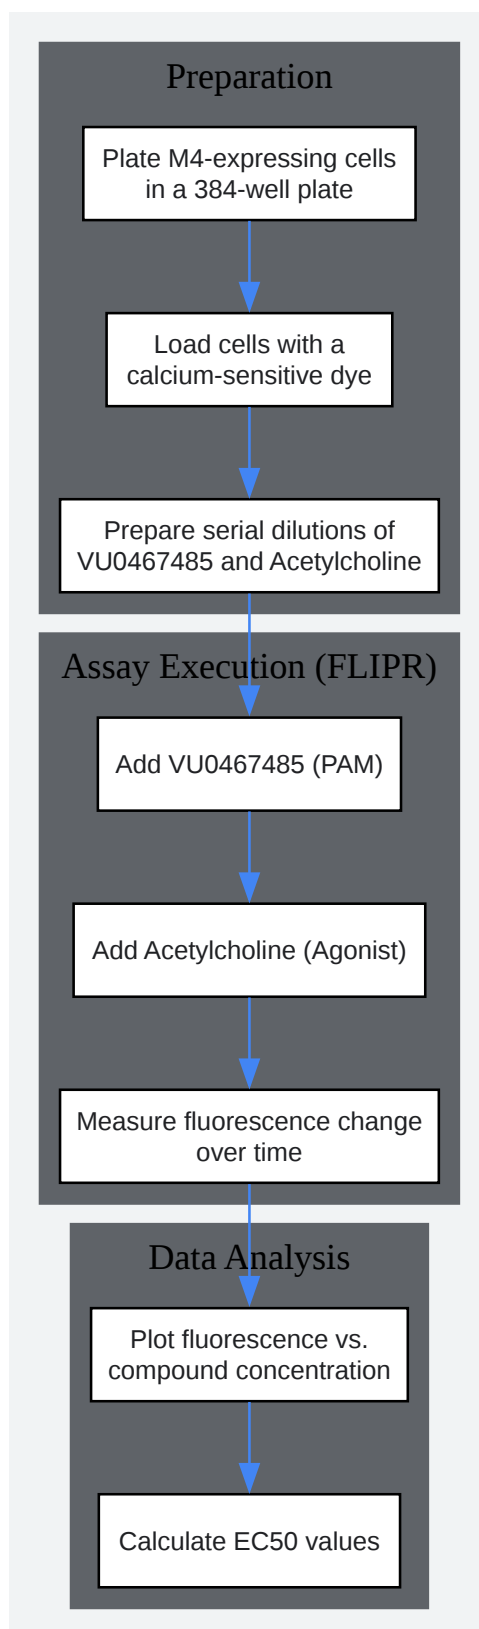 Preparation
Plate M4-expressing cells
in a 384-well plate
Load cells with a
calcium-sensitive dye
Prepare serial dilutions of
VU0467485 and Acetylcholine
Assay Execution (FLIPR)
Add VU0467485 (PAM)
Add Acetylcholine (Agonist)
Measure fluorescence change
over time
Data Analysis
Plot fluorescence vs.
compound concentration
Calculate EC50 values